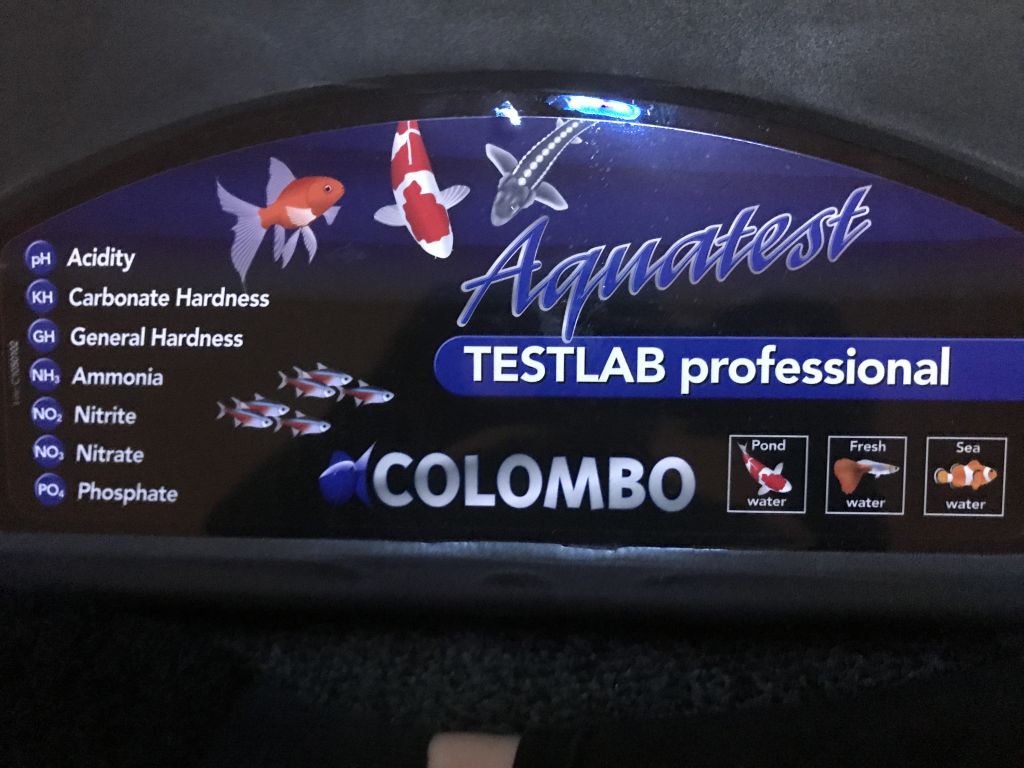 Aquatest
TESTLAB professional
pH Acidity
KH Carbonate Hardness
GH General Hardness
NH₃ Ammonia
NO₂ Nitrite
NO₃ Nitrate
PO₄ Phosphate
COLOMBO
Pond
water
Fresh
water
Sea
water